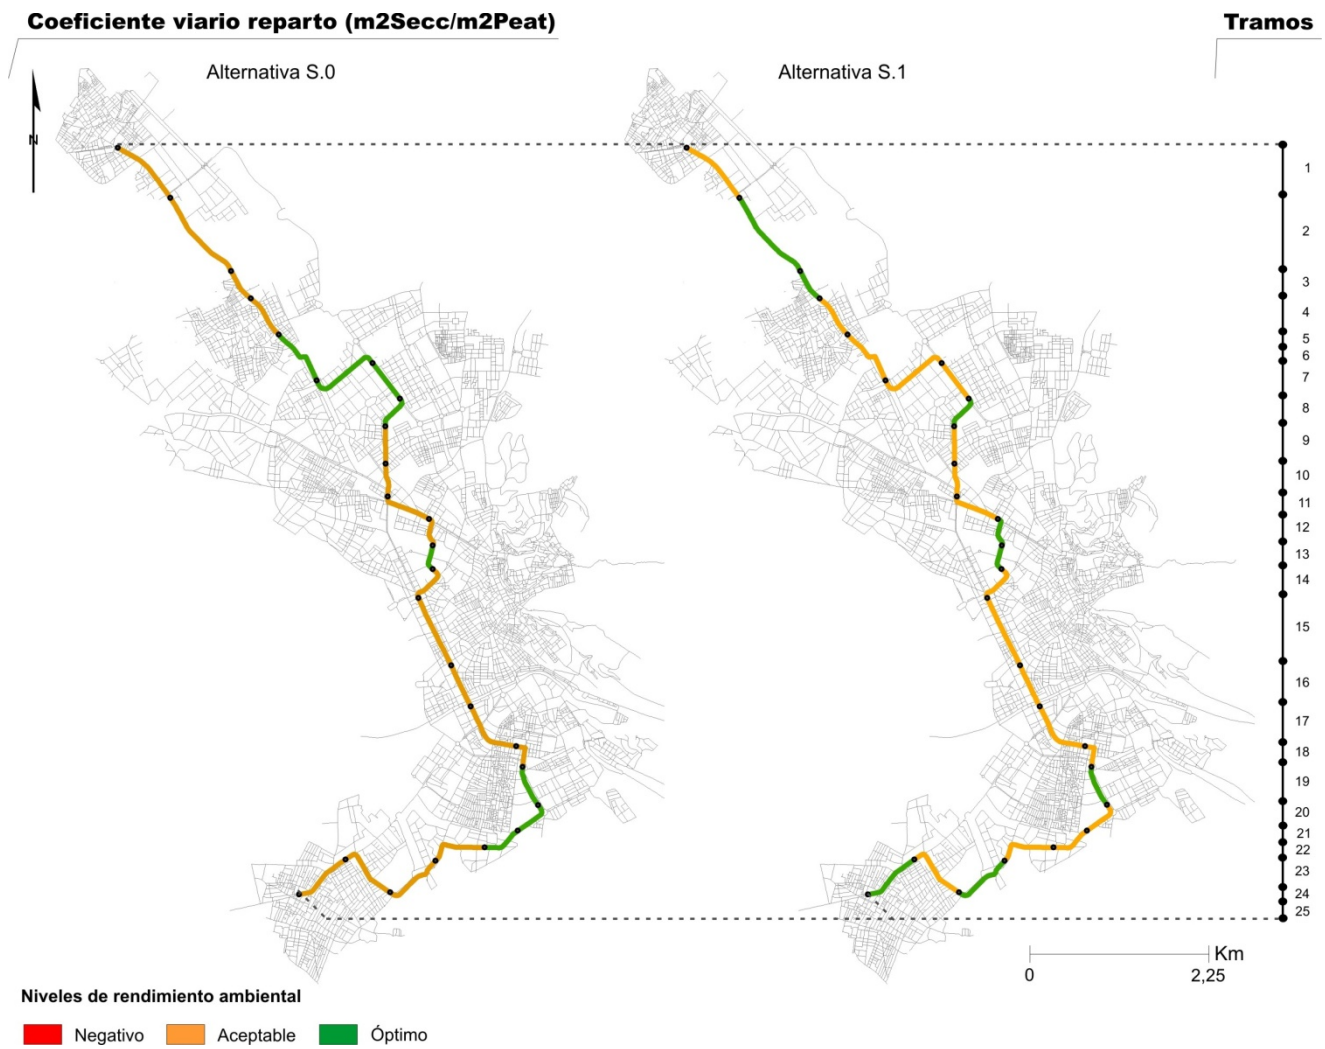 Coeficiente viario reparto (m2Secc/m2Peat)
Tramos
Alternativa S.0
Alternativa S.1
N
1
2
3
4
5
6
7
8
9
10
11
12
13
14
15
16
17
18
19
20
21
22
23
24
25
Km
0
2,25
Niveles de rendimiento ambiental
Negativo
Aceptable
Óptimo